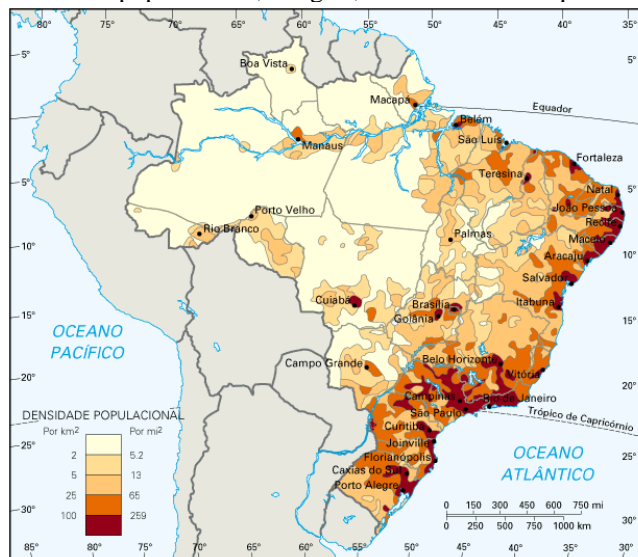 85° 80° 75° 70° 65° 60° 55° 50° 45° 40° 35°
5°
Boa Vista
Macapá
Equador
Belém
São Luís
Manaus
Fortaleza
Teresina
Natal
5°
João Pessoa
Recife
Porto Velho
Rio Branco
Palmas
Maceió
10°
Aracaju
Salvador
Cuiabá
Brasília
Itabuna
15°
Goiânia
OCEANO
PACÍFICO
Belo Horizonte
Campo Grande
Vitória
20°
Campinas
Rio de Janeiro
São Paulo
Trópico de Capricórnio
DENSIDADE POPULACIONAL
Por km² Por mi²
2 5.2
5 13
25 65
100 259
Curitiba
Joinville
Florianópolis
Caxias do Sul
Porto Alegre
OCEANO
ATLÂNTICO
25°
30°
0 150 300 450 600 750 mi
0 250 500 750 1000 km
85° 80° 75° 70° 65° 60° 55° 50° 45° 40° 35°